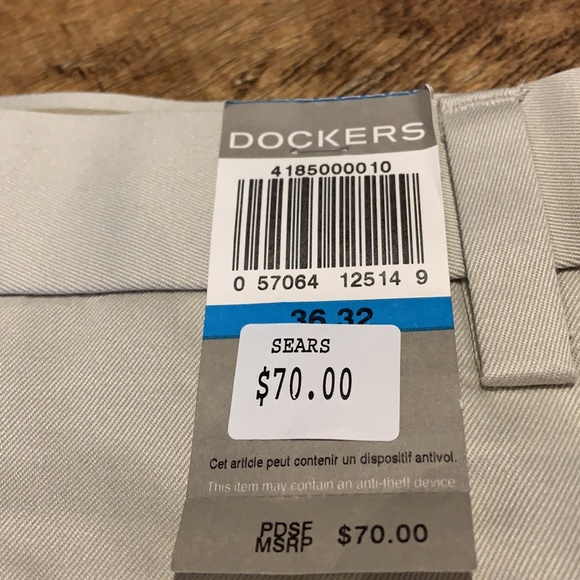 DOCKERS
4185000010
0 57064 12514 9
36 32
SEARS
$70.00
Cet article peut contenir un dispositif antivol.
This item may contain an anti-theft device
PDSF
MSRP $70.00